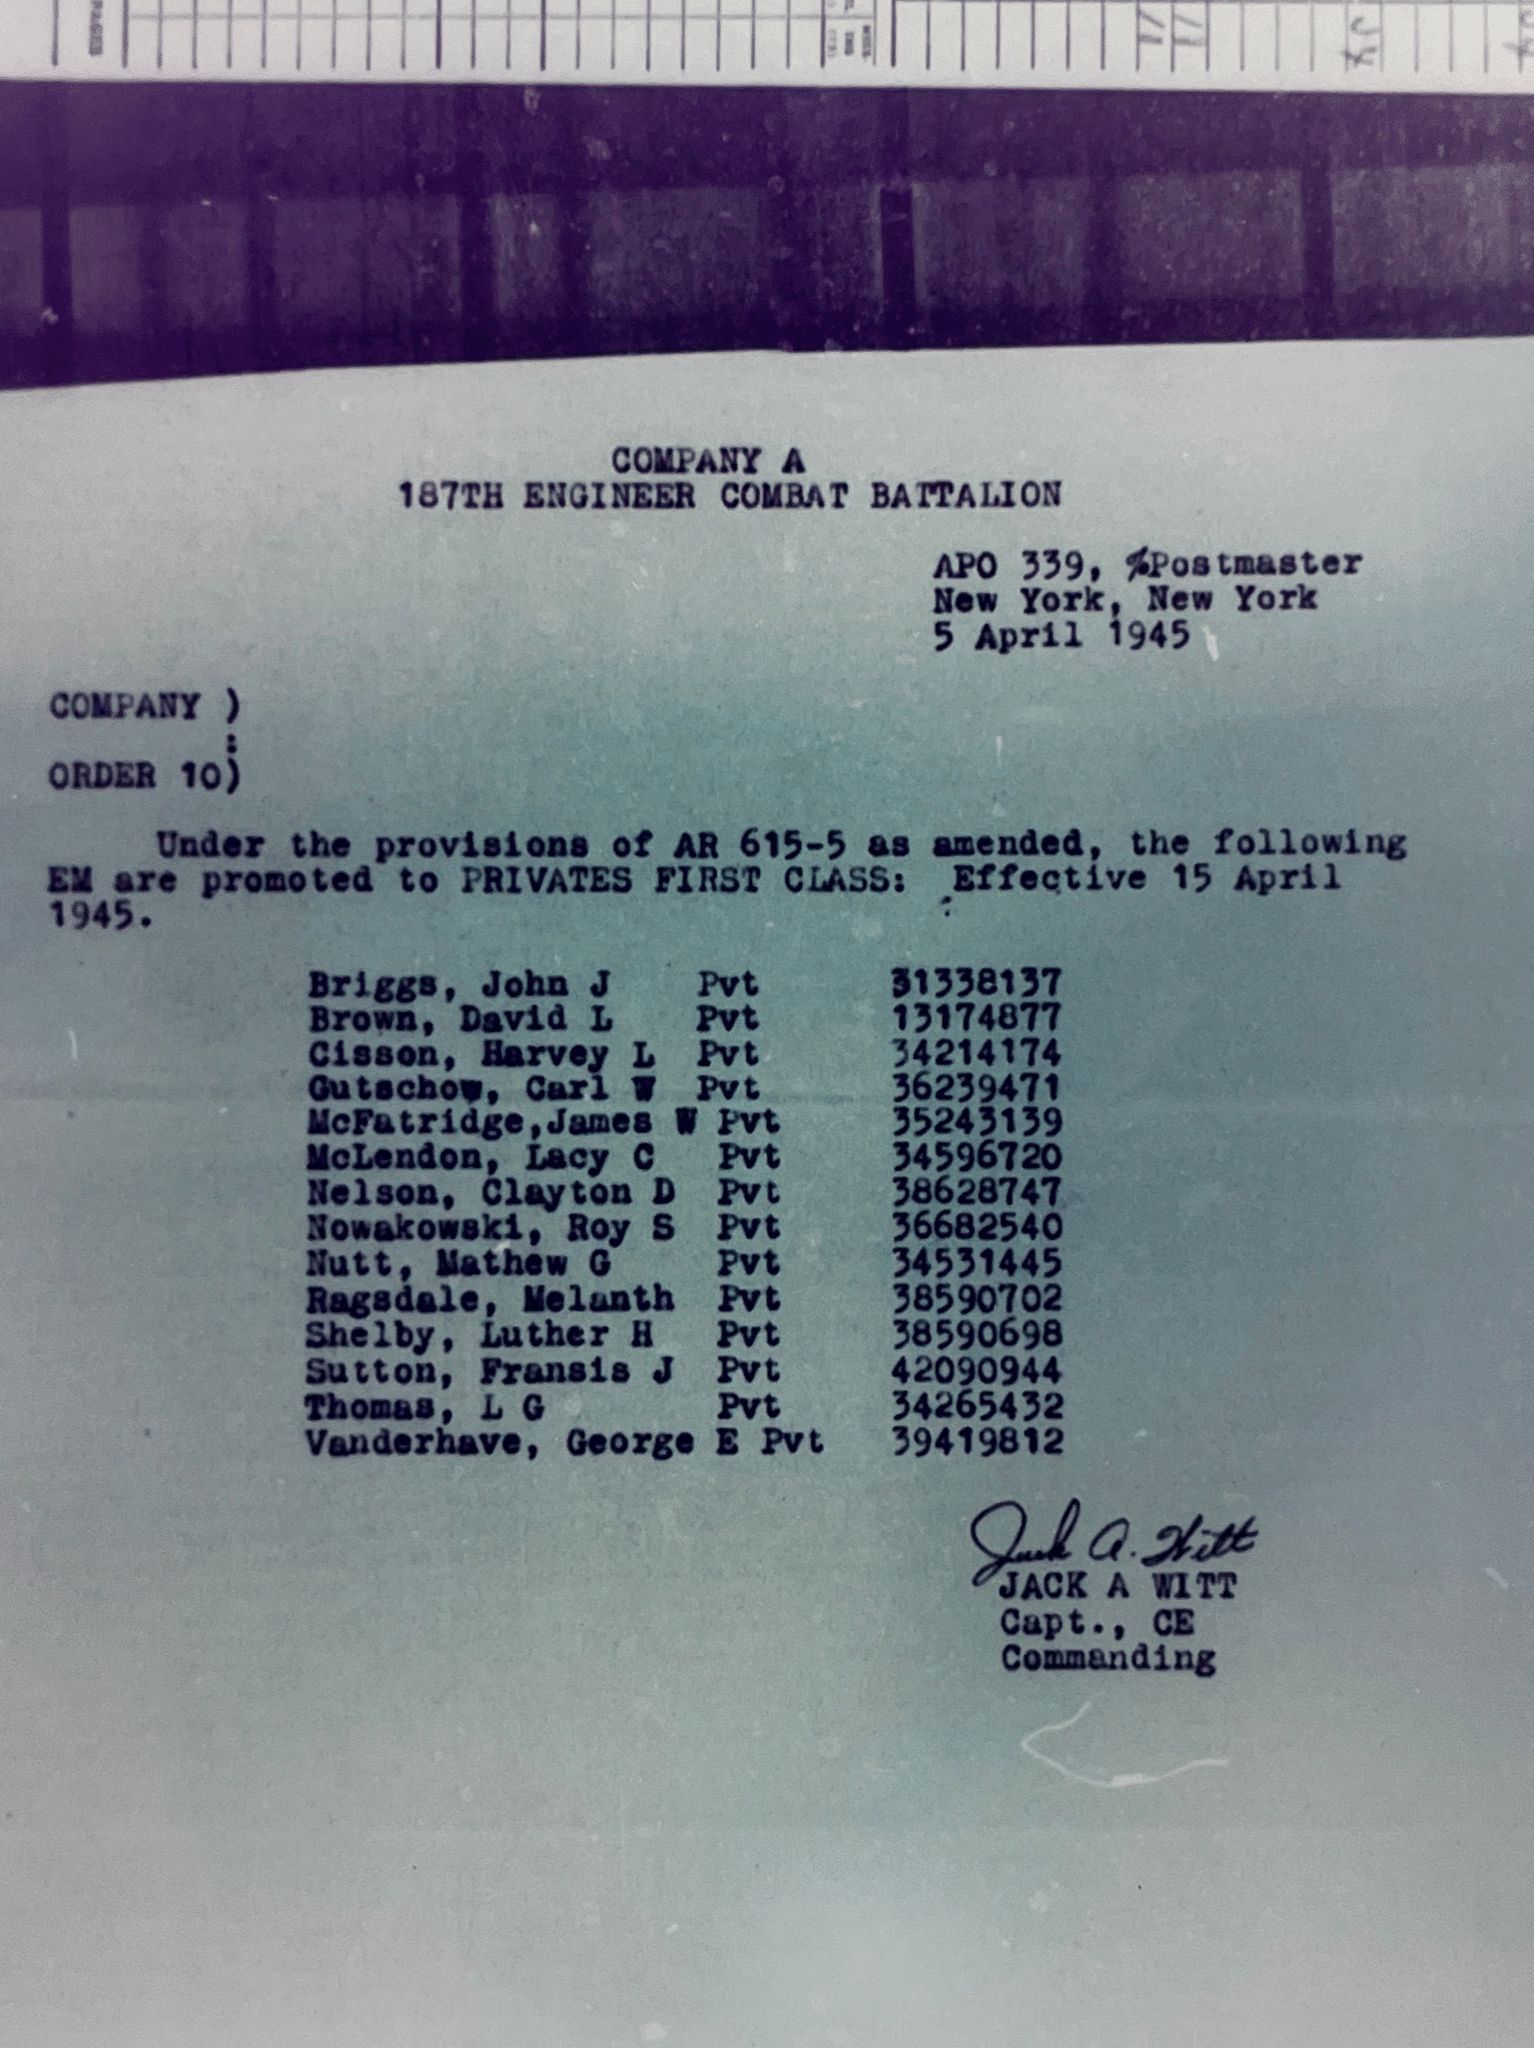 COMPANY A
187TH ENGINEER COMBAT BATTALION
APO 339, %Postmaster
New York, New York
5 April 1945
COMPANY )
:
ORDER 10)
Under the provisions of AR 615-5 as amended, the following
EM are promoted to PRIVATES FIRST CLASS: Effective 15 April
1945.
Briggs, John J Pvt 31338137
Brown, David L Pvt 13174877
Cisson, Harvey L Pvt 34214174
Gutschow, Carl W Pvt 36239471
McFatridge,James W Pvt 35243139
McLendon, Lacy C Pvt 34596720
Nelson, Clayton D Pvt 38628747
Nowakowski, Roy S Pvt 36682540
Nutt, Mathew G Pvt 34531445
Ragsdale, Melanth Pvt 38590702
Shelby, Luther H Pvt 38590698
Sutton, Fransis J Pvt 42090944
Thomas, L G Pvt 34265432
Vanderhave, George E Pvt 39419812
Jack A. Witt
JACK A WITT
Capt., CE
Commanding